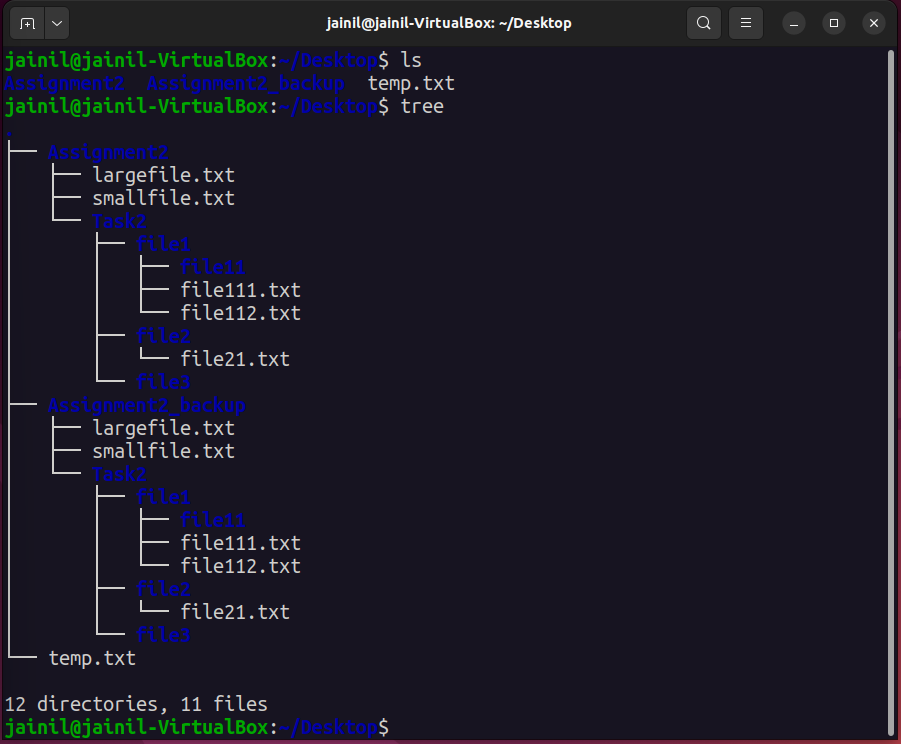 jainil@jainil-VirtualBox: ~/Desktop
jainil@jainil-VirtualBox:~/Desktop$ ls
Assignment2  Assignment2_backup  temp.txt
jainil@jainil-VirtualBox:~/Desktop$ tree
.
├── Assignment2
│   ├── largefile.txt
│   ├── smallfile.txt
│   └── Task2
│       ├── file1
│       │   ├── file11
│       │   ├── file111.txt
│       │   └── file112.txt
│       ├── file2
│       │   └── file21.txt
│       └── file3
├── Assignment2_backup
│   ├── largefile.txt
│   ├── smallfile.txt
│   └── Task2
│       ├── file1
│       │   ├── file11
│       │   ├── file111.txt
│       │   └── file112.txt
│       ├── file2
│       │   └── file21.txt
│       └── file3
└── temp.txt

12 directories, 11 files
jainil@jainil-VirtualBox:~/Desktop$